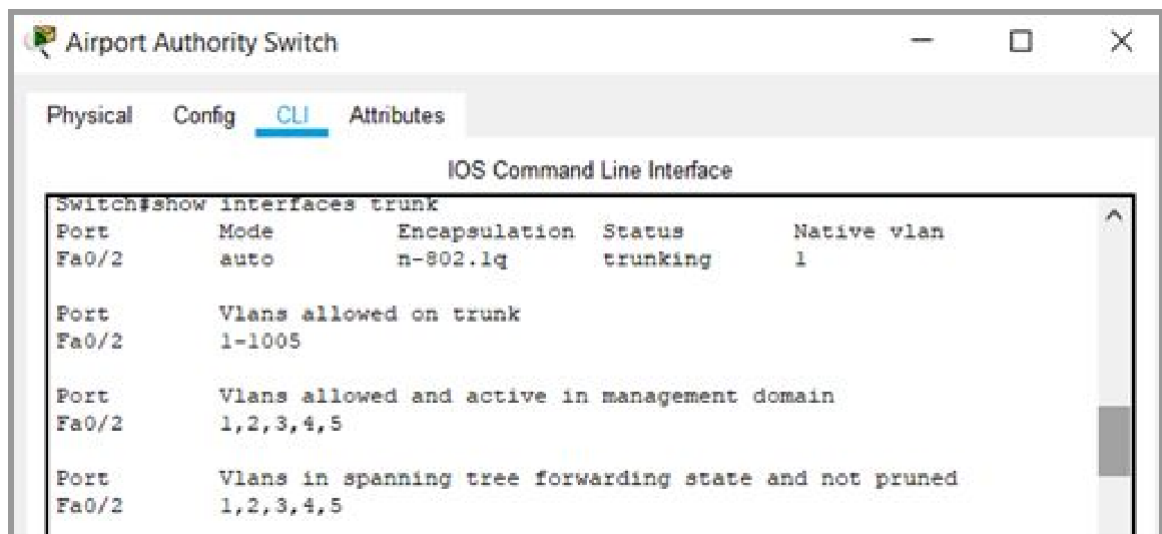 Airport Authority Switch
Physical Config CLI Attributes
IOS Command Line Interface
Switch#show interfaces trunk
Port Mode Encapsulation Status Native vlan
Fa0/2 auto n-802.1q trunking 1
Port Vlans allowed on trunk
Fa0/2 1-1005
Port Vlans allowed and active in management domain
Fa0/2 1,2,3,4,5
Port Vlans in spanning tree forwarding state and not pruned
Fa0/2 1,2,3,4,5